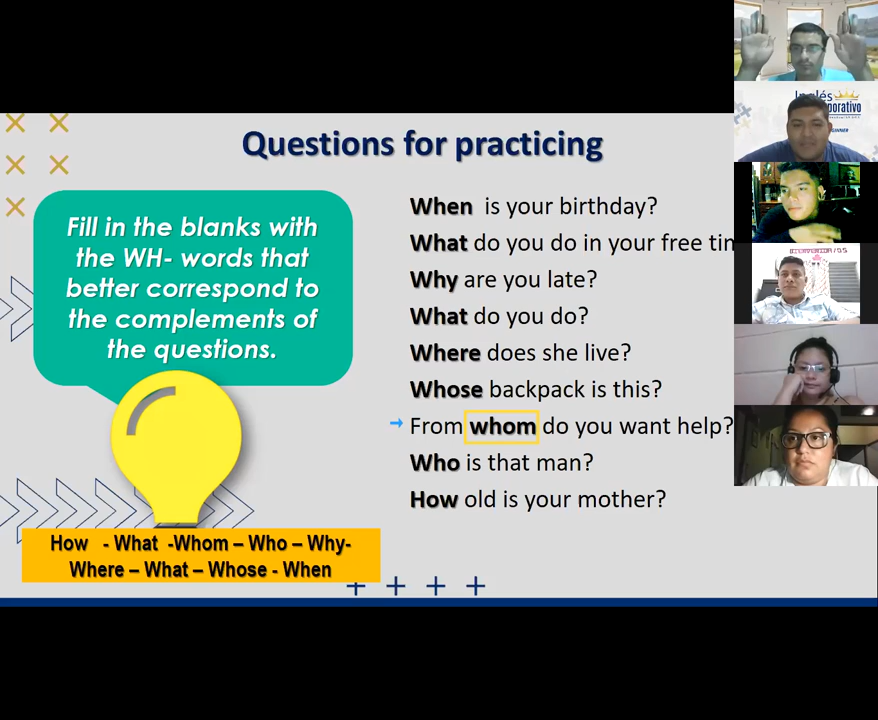 Questions for practicing
Fill in the blanks with
the WH- words that
better correspond to
the complements of
the questions.
How - What -Whom – Who – Why-
Where – What – Whose - When
When is your birthday?
What do you do in your free tin
Why are you late?
What do you do?
Where does she live?
Whose backpack is this?
From whom do you want help?
Who is that man?
How old is your mother?
Inglés